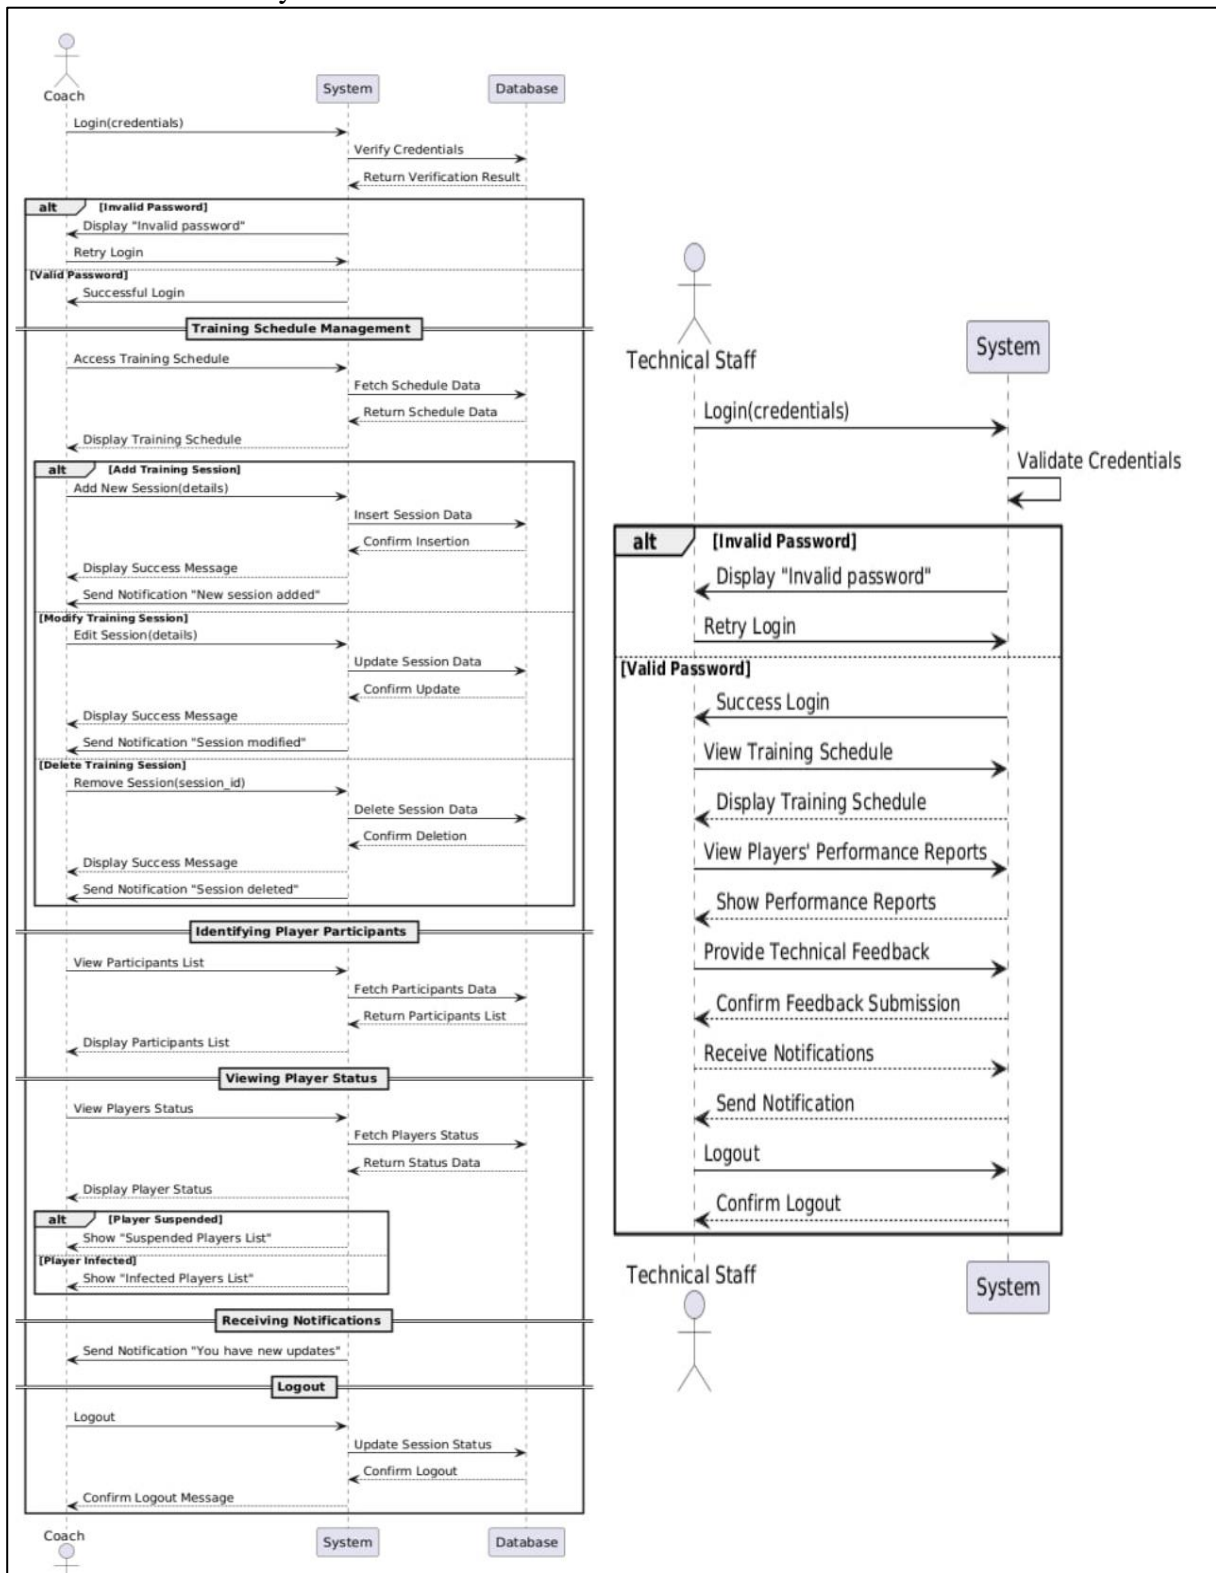 Coach
System
Database
Login(credentials)
Verify Credentials
Return Verification Result
alt [Invalid Password]
Display "Invalid password"
Retry Login
[Valid Password]
Successful Login
Training Schedule Management
Access Training Schedule
Fetch Schedule Data
Return Schedule Data
Display Training Schedule
alt [Add Training Session]
Add New Session(details)
Insert Session Data
Confirm Insertion
Display Success Message
Send Notification "New session added"
[Modify Training Session]
Edit Session(details)
Update Session Data
Confirm Update
Display Success Message
Send Notification "Session modified"
[Delete Training Session]
Remove Session(session_id)
Delete Session Data
Confirm Deletion
Display Success Message
Send Notification "Session deleted"
Identifying Player Participants
View Participants List
Fetch Participants Data
Return Participants List
Display Participants List
Viewing Player Status
View Players Status
Fetch Players Status
Return Status Data
Display Player Status
alt [Player Suspended]
Show "Suspended Players List"
[Player Infected]
Show "Infected Players List"
Receiving Notifications
Send Notification "You have new updates"
Logout
Logout
Update Session Status
Confirm Logout
Confirm Logout Message
Coach
System
Database
Technical Staff
System
Login(credentials)
Validate Credentials
alt [Invalid Password]
Display "Invalid password"
Retry Login
[Valid Password]
Success Login
View Training Schedule
Display Training Schedule
View Players' Performance Reports
Show Performance Reports
Provide Technical Feedback
Confirm Feedback Submission
Receive Notifications
Send Notification
Logout
Confirm Logout
Technical Staff
System